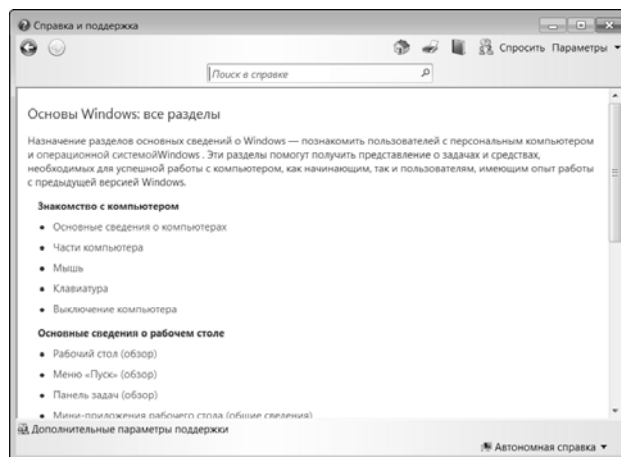 Справка и поддержка
Спросить Параметры
Поиск в справке
Основы Windows: все разделы
Назначение разделов основных сведений о Windows — познакомить пользователей с персональным компьютером
и операционной системойWindows . Эти разделы помогут получить представление о задачах и средствах,
необходимых для успешной работы с компьютером, как начинающим, так и пользователям, имеющим опыт работы
с предыдущей версией Windows.
Знакомство с компьютером
• Основные сведения о компьютерах
• Части компьютера
• Мышь
• Клавиатура
• Выключение компьютера
Основные сведения о рабочем столе
• Рабочий стол (обзор)
• Меню «Пуск» (обзор)
• Панель задач (обзор)
• Мини-приложения рабочего стола (общие сведения)
Дополнительные параметры поддержки
Автономная справка